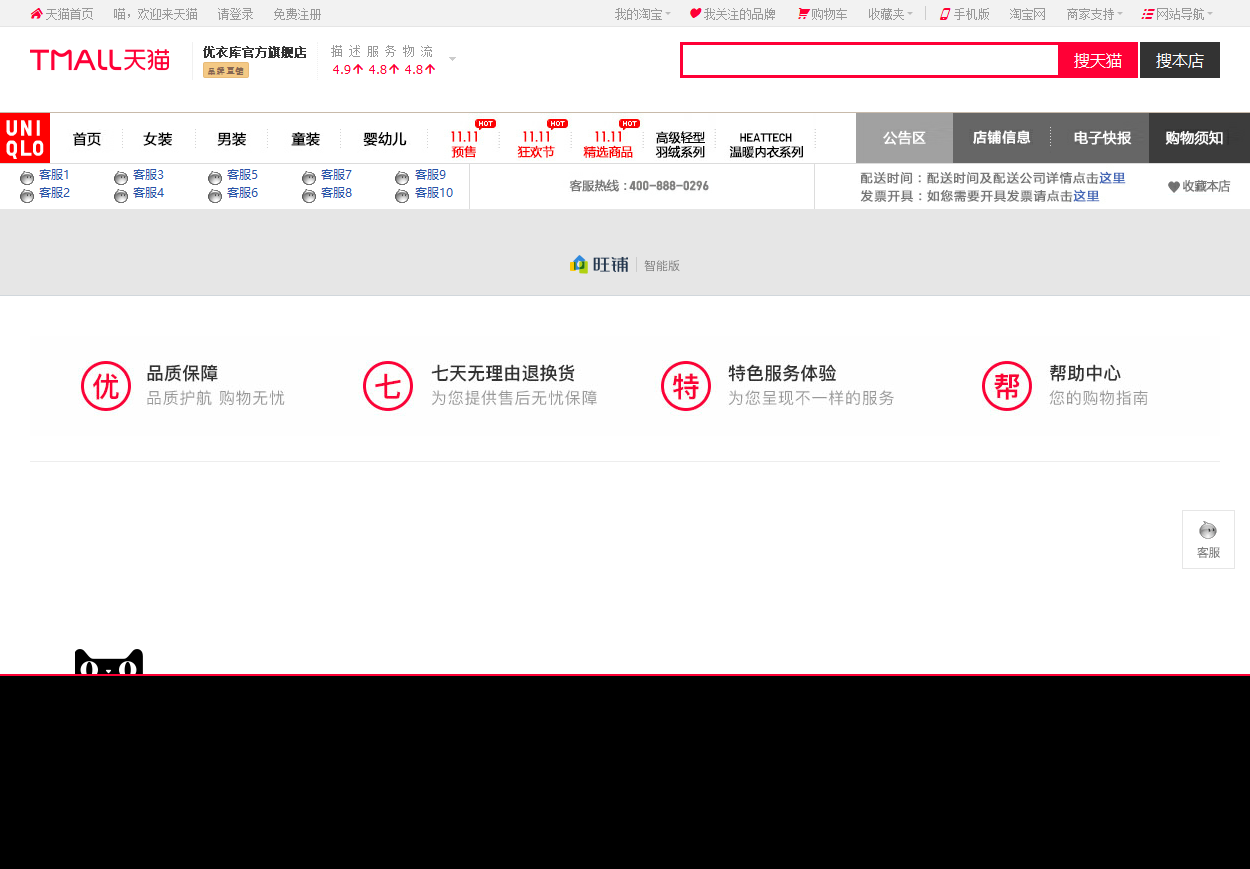 天猫首页 喵，欢迎来天猫 请登录 免费注册 我的淘宝 我关注的品牌 购物车 收藏夹 手机版 淘宝网 商家支持 网站导航
TMALL天猫 优衣库官方旗舰店 描 述 服 务 物 流 搜天猫 搜本店
品牌直销 4.9 4.8 4.8
UNI
QLO
首页 女装 男装 童装 婴幼儿
HOT
11.11
预售
HOT
11.11
狂欢节
HOT
11.11
精选商品
高级轻型
羽绒系列
HEATTECH
温暖内衣系列
公告区 店铺信息 电子快报 购物须知
客服1 客服3 客服5 客服7 客服9
客服2 客服4 客服6 客服8 客服10
客服热线：400-888-0296
配送时间：配送时间及配送公司详情点击这里
发票开具：如您需要开具发票请点击这里
收藏本店
旺铺 智能版
优 品质保障
品质护航 购物无忧
七 七天无理由退换货
为您提供售后无忧保障
特 特色服务体验
为您呈现不一样的服务
帮 帮助中心
您的购物指南
客服